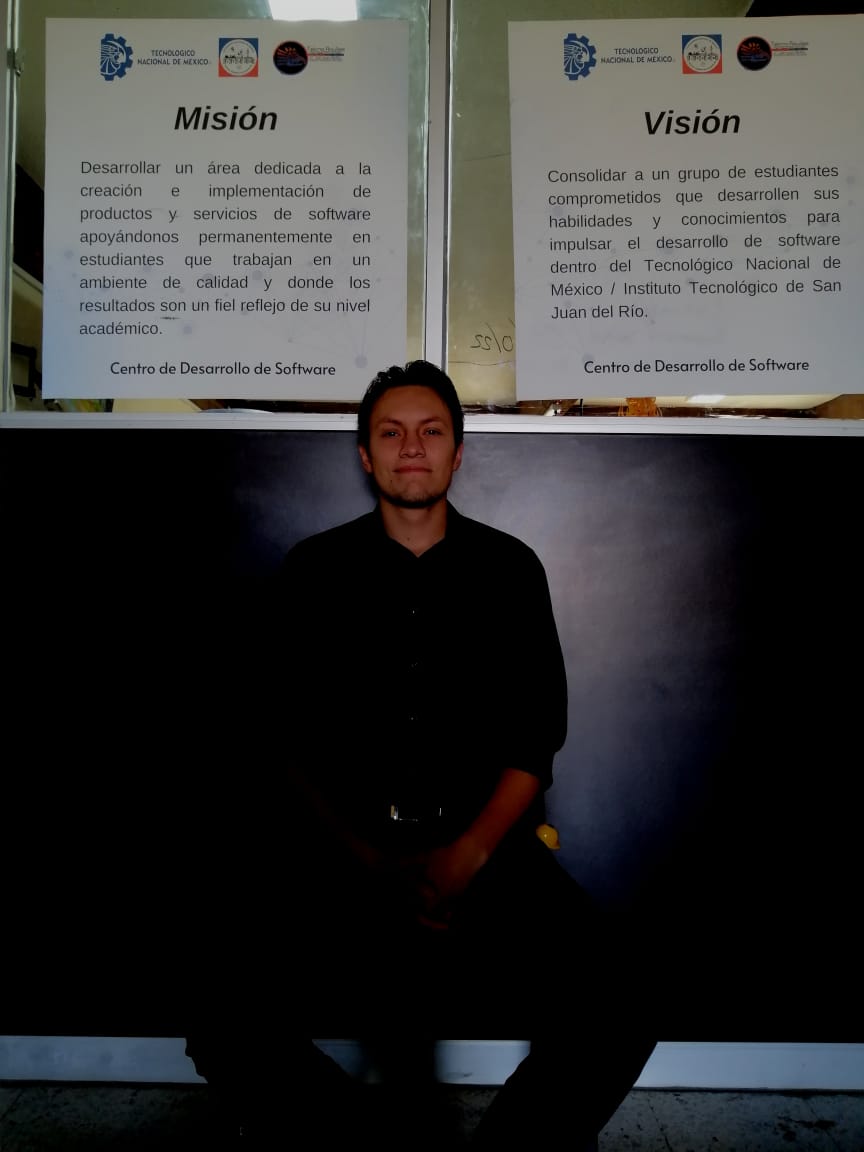 TECNOLÓGICO
NACIONAL DE MÉXICO
Misión
Desarrollar un área dedicada a la
creación e implementación de
productos y servicios de software
apoyándonos permanentemente en
estudiantes que trabajan en un
ambiente de calidad y donde los
resultados son un fiel reflejo de su nivel
académico.
Centro de Desarrollo de Software
TECNOLÓGICO
NACIONAL DE MÉXICO
Visión
Consolidar a un grupo de estudiantes
comprometidos que desarrollen sus
habilidades y conocimientos para
impulsar el desarrollo de software
dentro del Tecnológico Nacional de
México / Instituto Tecnológico de San
Juan del Río.
Centro de Desarrollo de Software